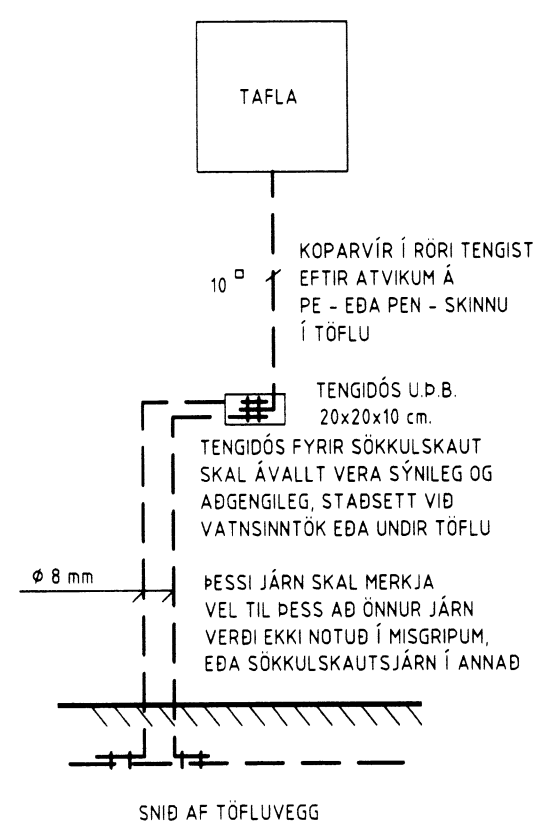 TAFLA
KOPARVÍR Í RÖRI TENGIST
EFTIR ATVIKUM Á
PE - EÐA PEN - SKINNU
Í TÖFLU
10 □
TENGIDÓS U.Þ.B.
20x20x10 cm.
TENGIDÓS FYRIR SÖKKULSKAUT
SKAL ÁVALLT VERA SÝNILEG OG
AÐGENGILEG, STAÐSETT VIÐ
VATNSINNTÖK EÐA UNDIR TÖFLU
Ø 8 mm
ÞESSI JÁRN SKAL MERKJA
VEL TIL ÞESS AÐ ÖNNUR JÁRN
VERÐI EKKI NOTUÐ Í MISGRIPUM,
EÐA SÖKKULSKAUTSJÁRN Í ANNAÐ
SNIÐ AF TÖFLUVEGG